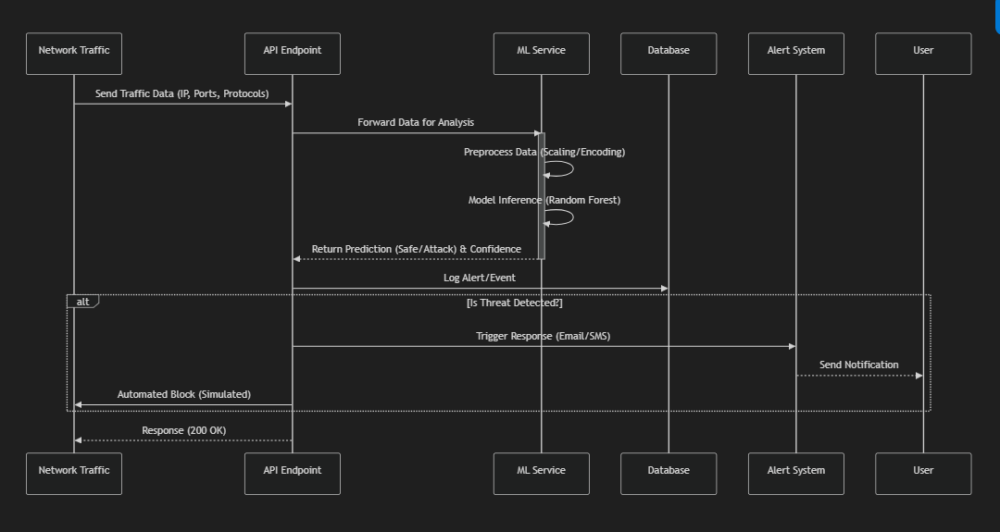 Network Traffic
API Endpoint
ML Service
Database
Alert System
User
Send Traffic Data (IP, Ports, Protocols)
Forward Data for Analysis
Preprocess Data (Scaling/Encoding)
Model Inference (Random Forest)
Return Prediction (Safe/Attack) & Confidence
Log Alert/Event
alt
[Is Threat Detected?]
Trigger Response (Email/SMS)
Send Notification
Automated Block (Simulated)
Response (200 OK)
Network Traffic
API Endpoint
ML Service
Database
Alert System
User